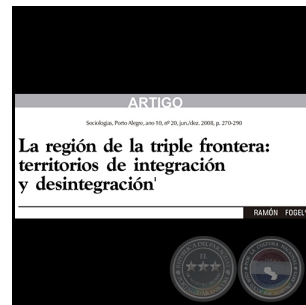 ARTIGO
Sociologias, Porto Alegre, ano 10, nº 20, jun./dez. 2008, p. 270-290
La región de la triple frontera:
territorios de integración
y desintegración¹
RAMÓN FOGEL*